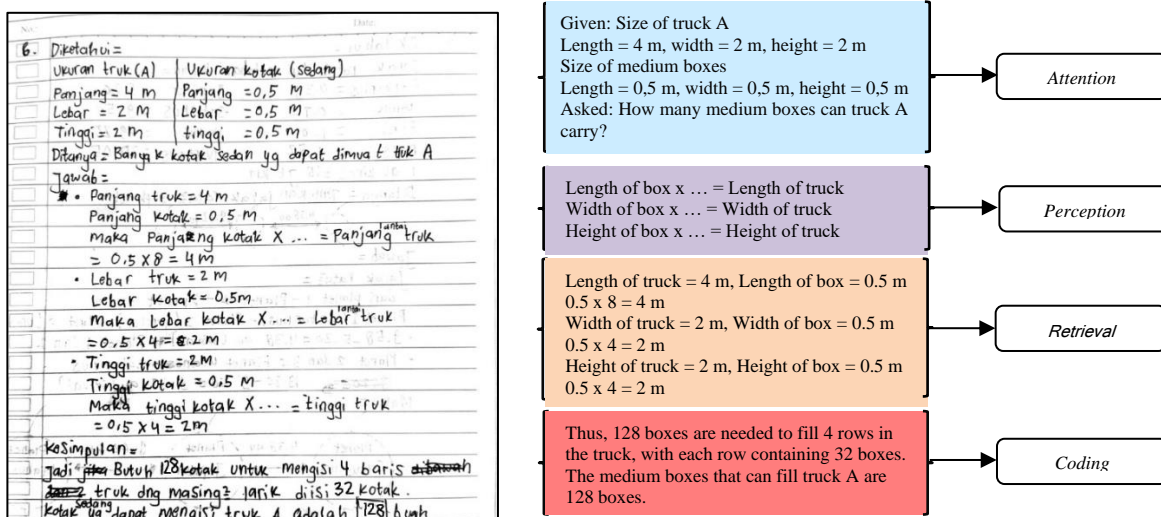 No:
Date:
6. Diketahui =
Ukuran truk (A) | Ukuran kotak (sedang)
Panjang = 4 m | Panjang = 0,5 m
Lebar = 2 m | Lebar = 0,5 m
Tinggi = 2 m | tinggi = 0,5 m
Ditanya = Banyak kotak sedan yg dapat dimuat truk A
Jawab =
• Panjang truk = 4 m
Panjang kotak = 0,5 m
Maka Panjang kotak X ... = Panjang truk
= 0.5 x 8 = 4m
• Lebar truk = 2 m
Lebar kotak = 0,5m
Maka Lebar kotak X ... = Lebar truk
= 0.5 x 4 = 2 m
• Tinggi truk = 2m
Tinggi kotak = 0.5 m
Maka tinggi kotak X ... = tinggi truk
= 0,5 x 4 = 2m
Kesimpulan =
Jadi Butuh 128 kotak untuk mengisi 4 baris
truk dng masing2 larik diisi 32 kotak.
Kotak sedang yg dapat mengisi truk A adalah 128 buah
Given: Size of truck A
Length = 4 m, width = 2 m, height = 2 m
Size of medium boxes
Length = 0,5 m, width = 0,5 m, height = 0,5 m
Asked: How many medium boxes can truck A
carry?
Attention
Length of box x … = Length of truck
Width of box x … = Width of truck
Height of box x … = Height of truck
Perception
Length of truck = 4 m, Length of box = 0.5 m
0.5 x 8 = 4 m
Width of truck = 2 m, Width of box = 0.5 m
0.5 x 4 = 2 m
Height of truck = 2 m, Height of box = 0.5 m
0.5 x 4 = 2 m
Retrieval
Thus, 128 boxes are needed to fill 4 rows in
the truck, with each row containing 32 boxes.
The medium boxes that can fill truck A are
128 boxes.
Coding